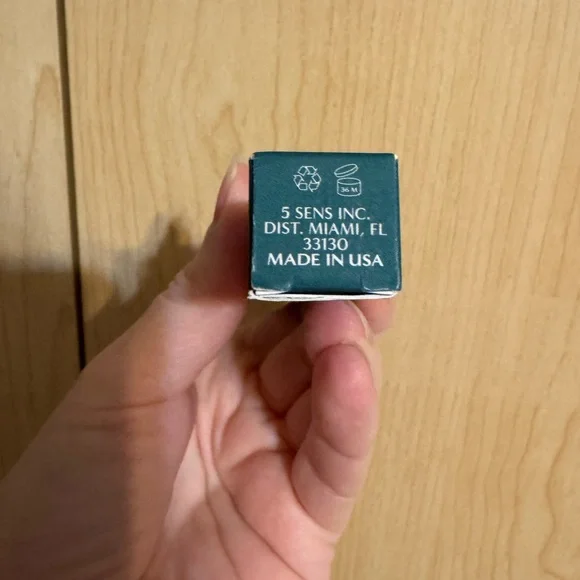 36 M
5 SENS INC.
DIST. MIAMI, FL
33130
MADE IN USA